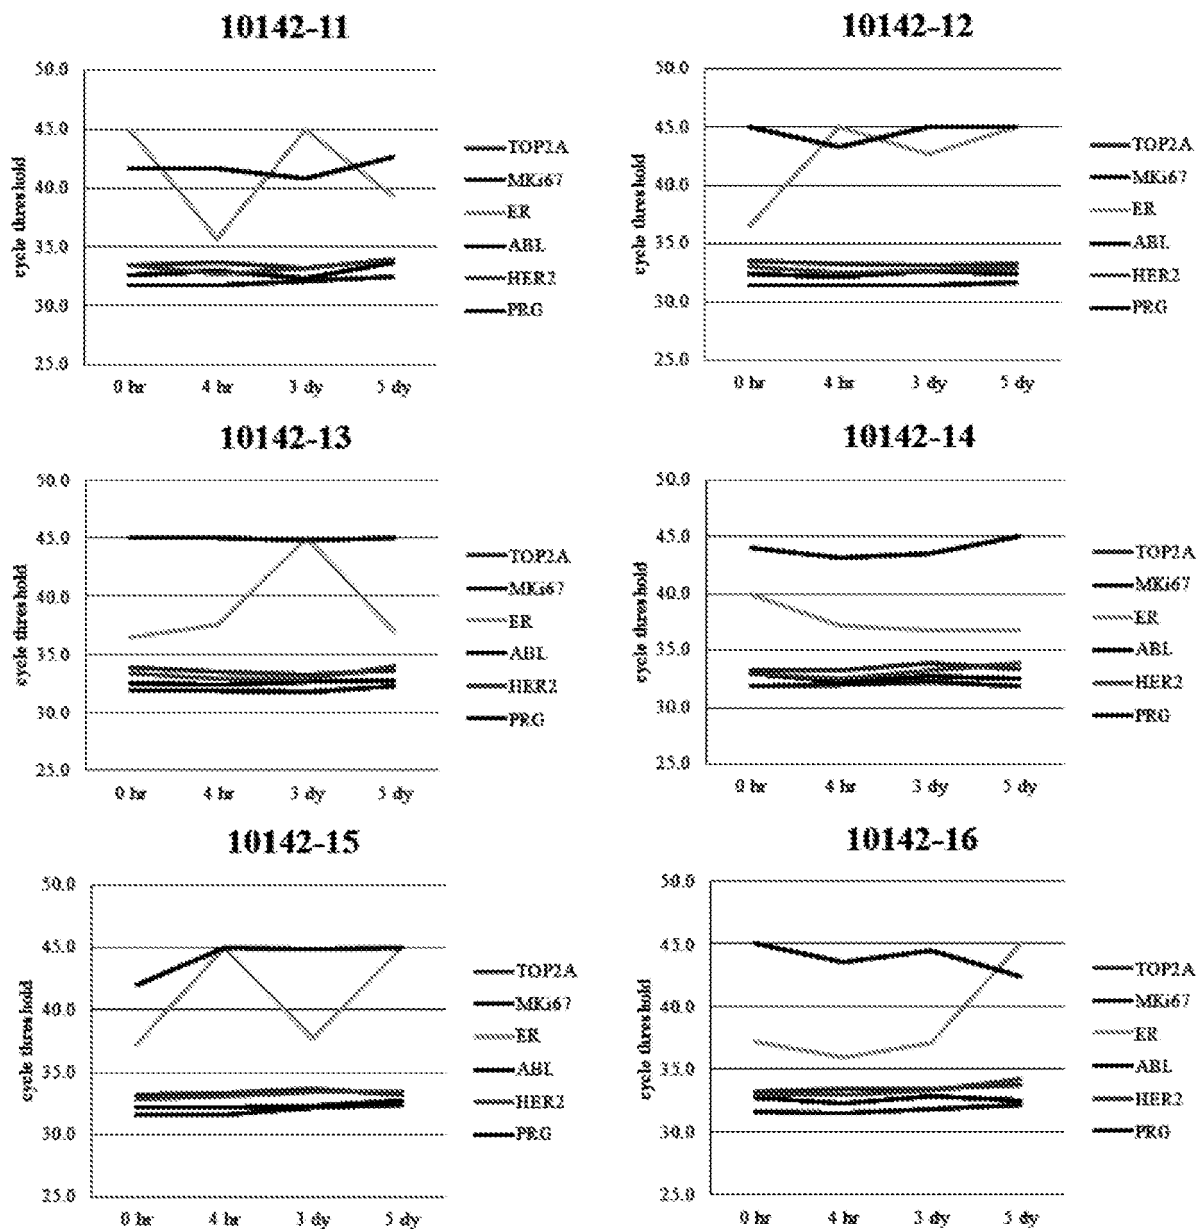 10142-11
50.0
45.0
40.0
35.0
30.0
25.0
cycle threshold
0 hr 4 hr 3 dy 5 dy
TOP2A
MKi67
ER
ABL
HER2
PRG
10142-12
50.0
45.0
40.0
35.0
30.0
25.0
cycle threshold
0 hr 4 hr 3 dy 5 dy
TOP2A
MKi67
ER
ABL
HER2
PRG
10142-13
50.0
45.0
40.0
35.0
30.0
25.0
cycle threshold
0 hr 4 hr 3 dy 5 dy
TOP2A
MKi67
ER
ABL
HER2
PRG
10142-14
50.0
45.0
40.0
35.0
30.0
25.0
cycle threshold
0 hr 4 hr 3 dy 5 dy
TOP2A
MKi67
ER
ABL
HER2
PRG
10142-15
50.0
45.0
40.0
35.0
30.0
25.0
cycle threshold
0 hr 4 hr 3 dy 5 dy
TOP2A
MKi67
ER
ABL
HER2
PRG
10142-16
50.0
45.0
40.0
35.0
30.0
25.0
cycle threshold
0 hr 4 hr 3 dy 5 dy
TOP2A
MKi67
ER
ABL
HER2
PRG